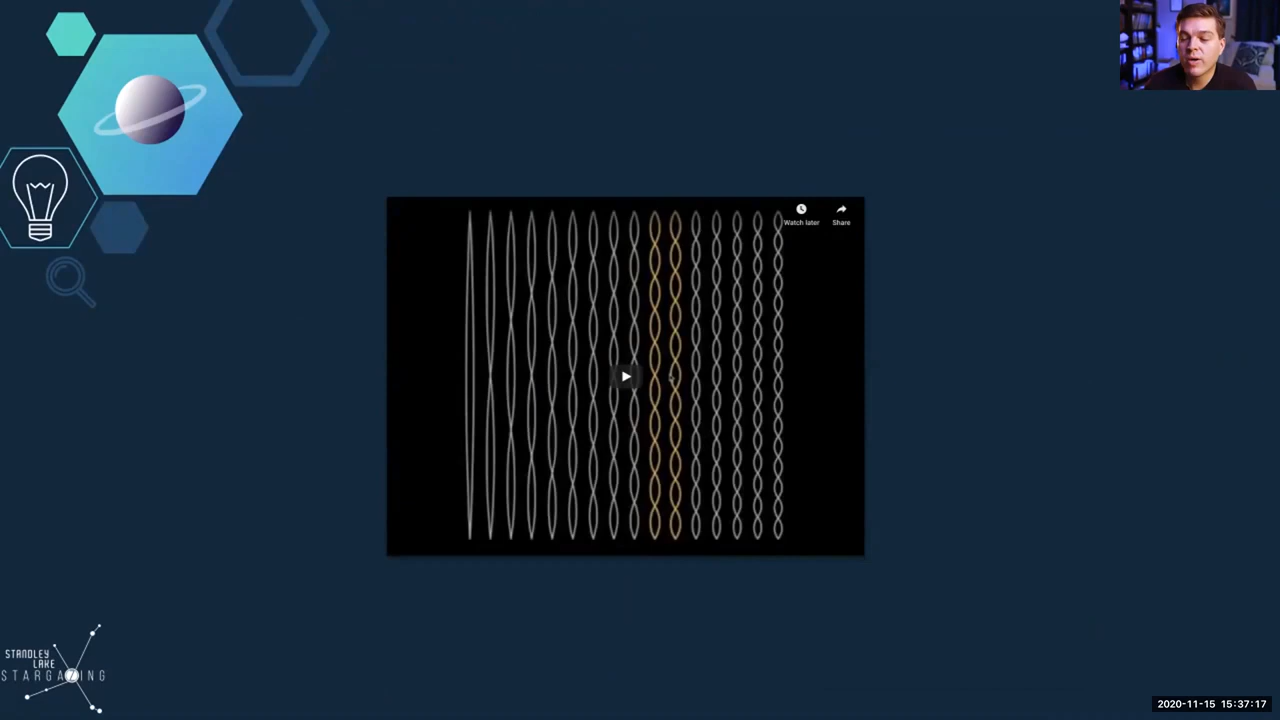 Watch later
Share
STANDLEY
LAKE
STARGAZING
2020-11-15 15:37:17